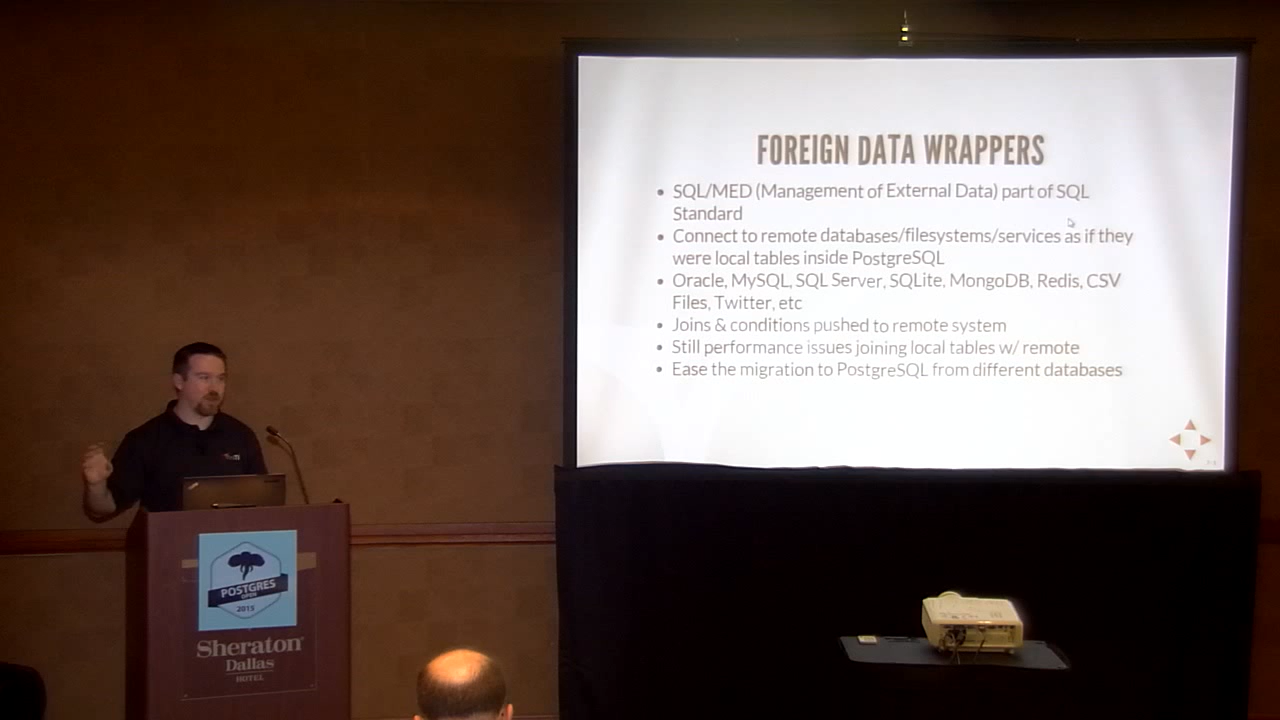 FOREIGN DATA WRAPPERS
• SQL/MED (Management of External Data) part of SQL
Standard
• Connect to remote databases/filesystems/services as if they
were local tables inside PostgreSQL
• Oracle, MySQL, SQL Server, SQLite, MongoDB, Redis, CSV
Files, Twitter, etc
• Joins & conditions pushed to remote system
• Still performance issues joining local tables w/ remote
• Ease the migration to PostgreSQL from different databases
POSTGRES
OPEN
2015
Sheraton
Dallas
HOTEL